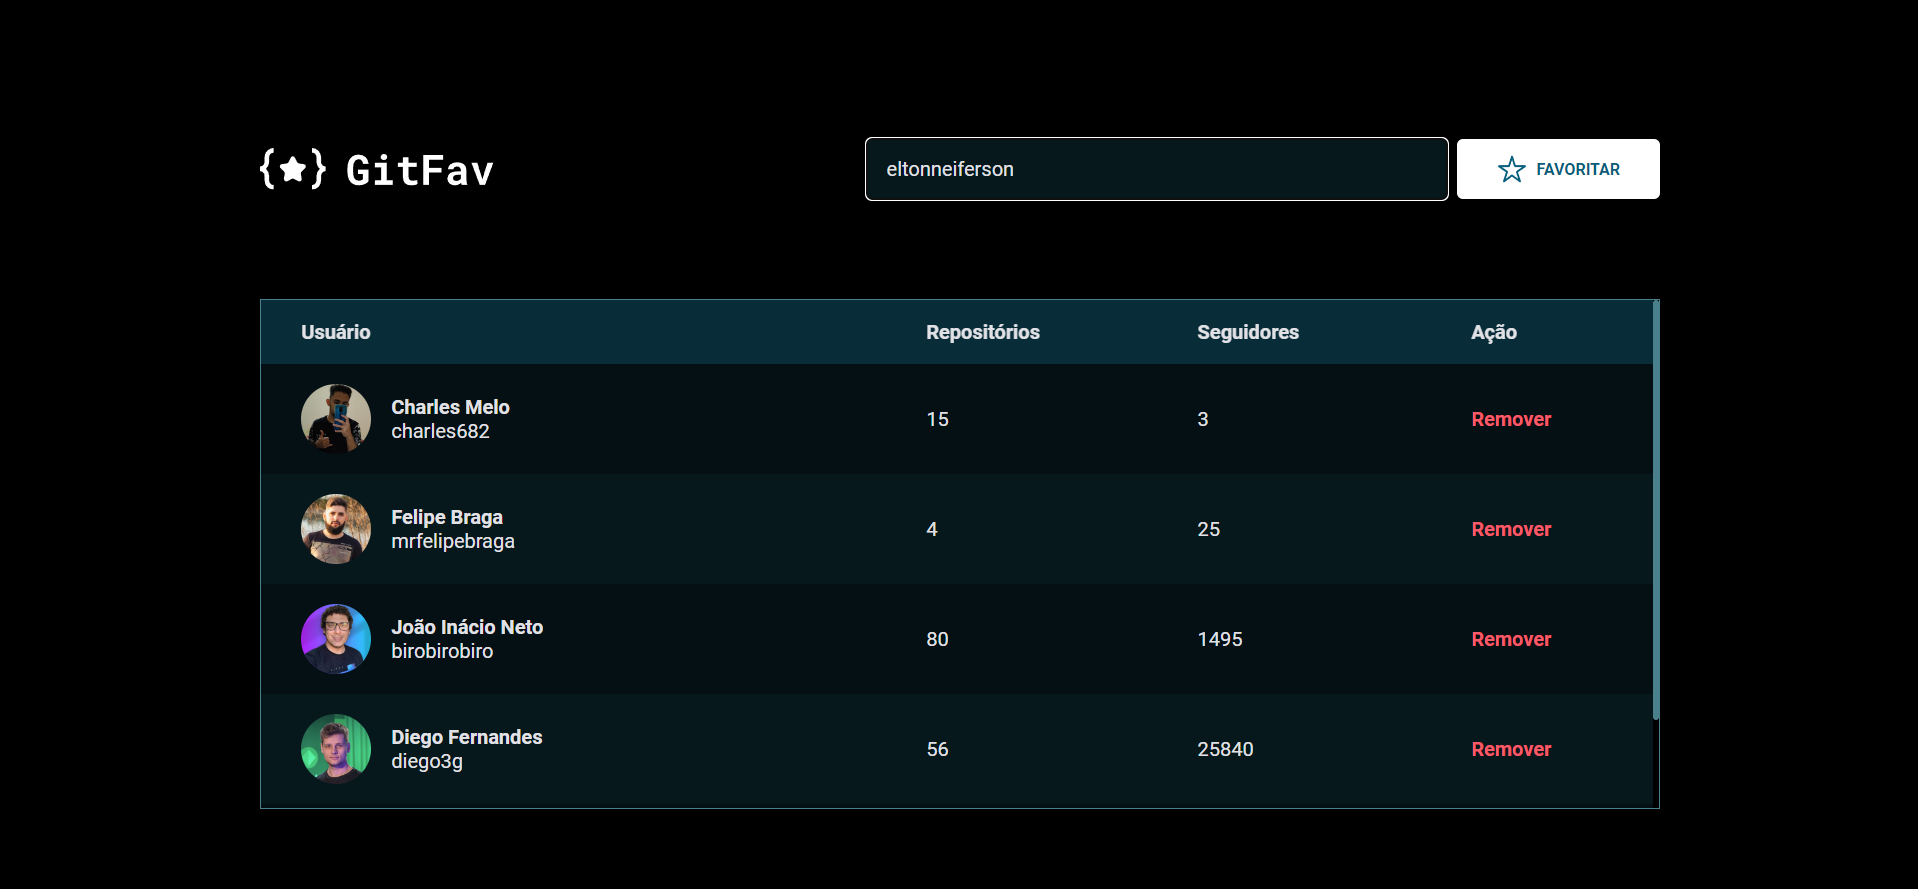 GitFav
eltonneiferson
FAVORITAR
Usuário Repositórios Seguidores Ação
Charles Melo
charles682
15 3 Remover
Felipe Braga
mrfelipebraga
4 25 Remover
João Inácio Neto
birobirobiro
80 1495 Remover
Diego Fernandes
diego3g
56 25840 Remover